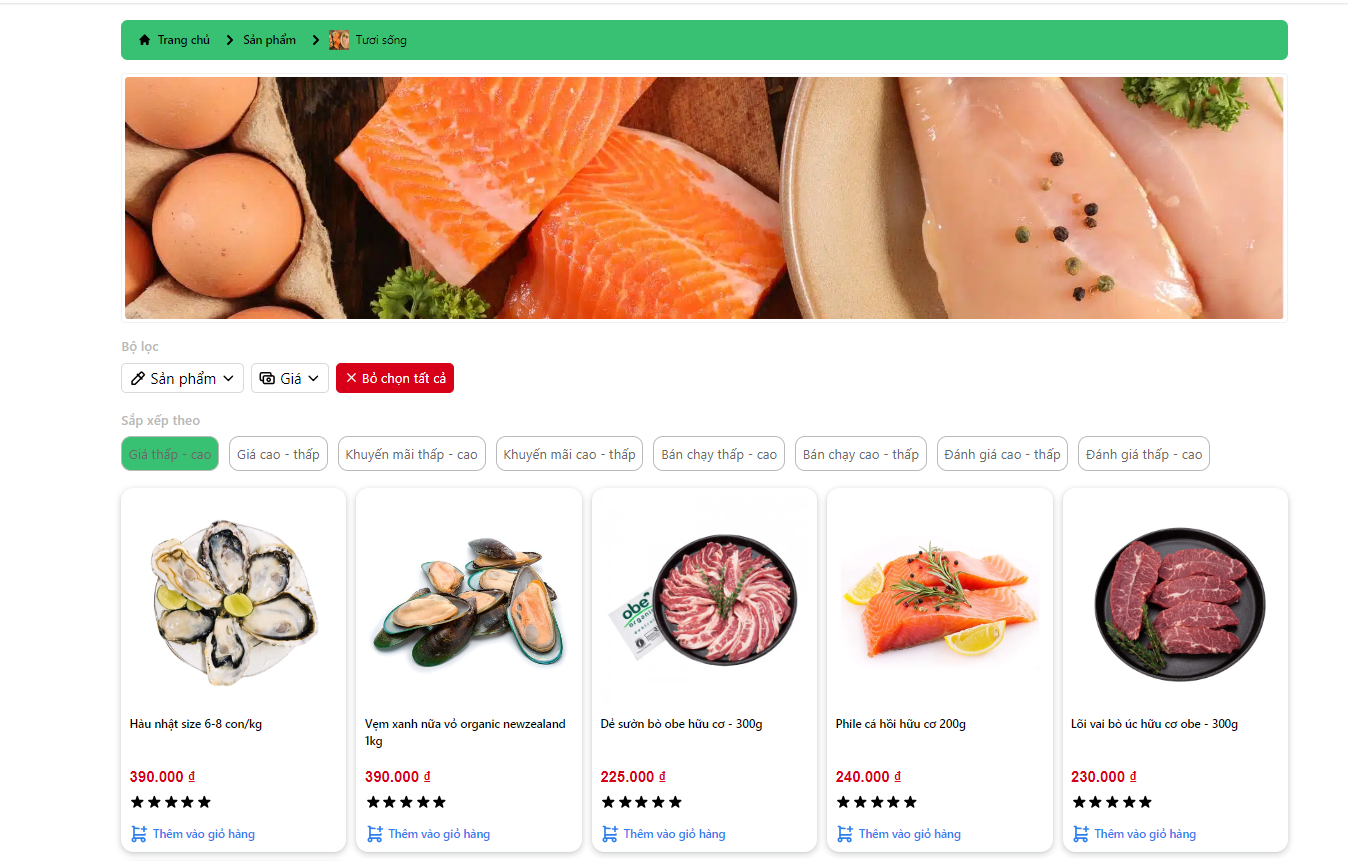 Trang chủ
Sản phẩm
Tươi sống
Bộ lọc
Sản phẩm
Giá
Bỏ chọn tất cả
Sắp xếp theo
Giá thấp - cao
Giá cao - thấp
Khuyến mãi thấp - cao
Khuyến mãi cao - thấp
Bán chạy thấp - cao
Bán chạy cao - thấp
Đánh giá cao - thấp
Đánh giá thấp - cao
obe
organic
Hàu nhật size 6-8 con/kg
390.000 ₫
Thêm vào giỏ hàng
Vẹm xanh nữa vỏ organic newzealand
1kg
390.000 ₫
Thêm vào giỏ hàng
Dẻ sườn bò obe hữu cơ - 300g
225.000 ₫
Thêm vào giỏ hàng
Phile cá hồi hữu cơ 200g
240.000 ₫
Thêm vào giỏ hàng
Lõi vai bò úc hữu cơ obe - 300g
230.000 ₫
Thêm vào giỏ hàng